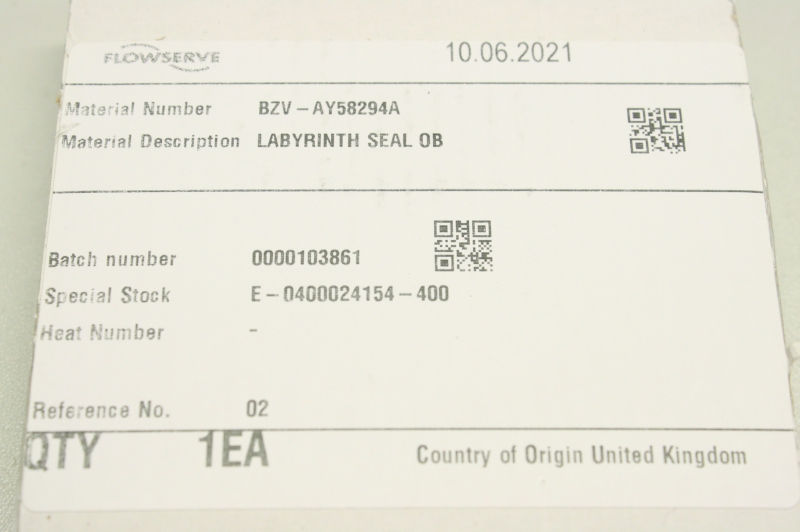 FLOWSERVE 10.06.2021
Material Number BZV-AY58294A
Material Description LABYRINTH SEAL OB
Batch number 0000103861
Special Stock E-0400024154-400
Heat Number -
Reference No. 02
QTY 1EA Country of Origin United Kingdom